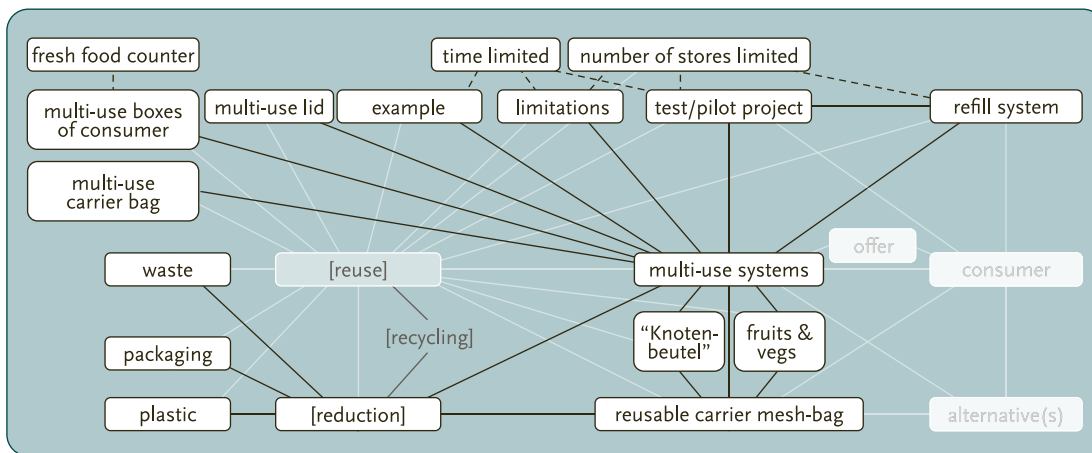 fresh food counter
time limited
number of stores limited
multi-use boxes
of consumer
multi-use lid
example
limitations
test/pilot project
refill system
multi-use
carrier bag
offer
waste
[reuse]
multi-use systems
consumer
“Knoten-
beutel”
fruits &
vegs
[recycling]
packaging
plastic
[reduction]
reusable carrier mesh-bag
alternative(s)